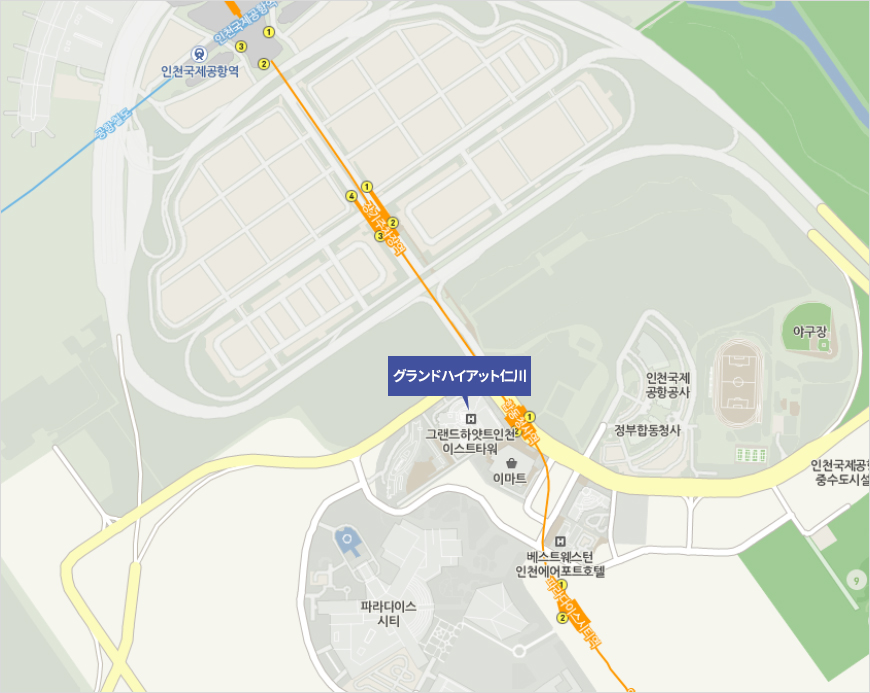 인천국제공항역
1
3
2
인천국제공항역
공항철도
1
4
장기주차장역
2
3
야구장
グランドハイアット仁川
인천국제
공항공사
H
1
그랜드하얏트인천
이스트타워
합동청사역
2
정부합동청사
이마트
인천국제공항
중수도시설
H
베스트웨스턴
인천에어포트호텔
1
파라다이스시티역
2
파라다이스
시티
9